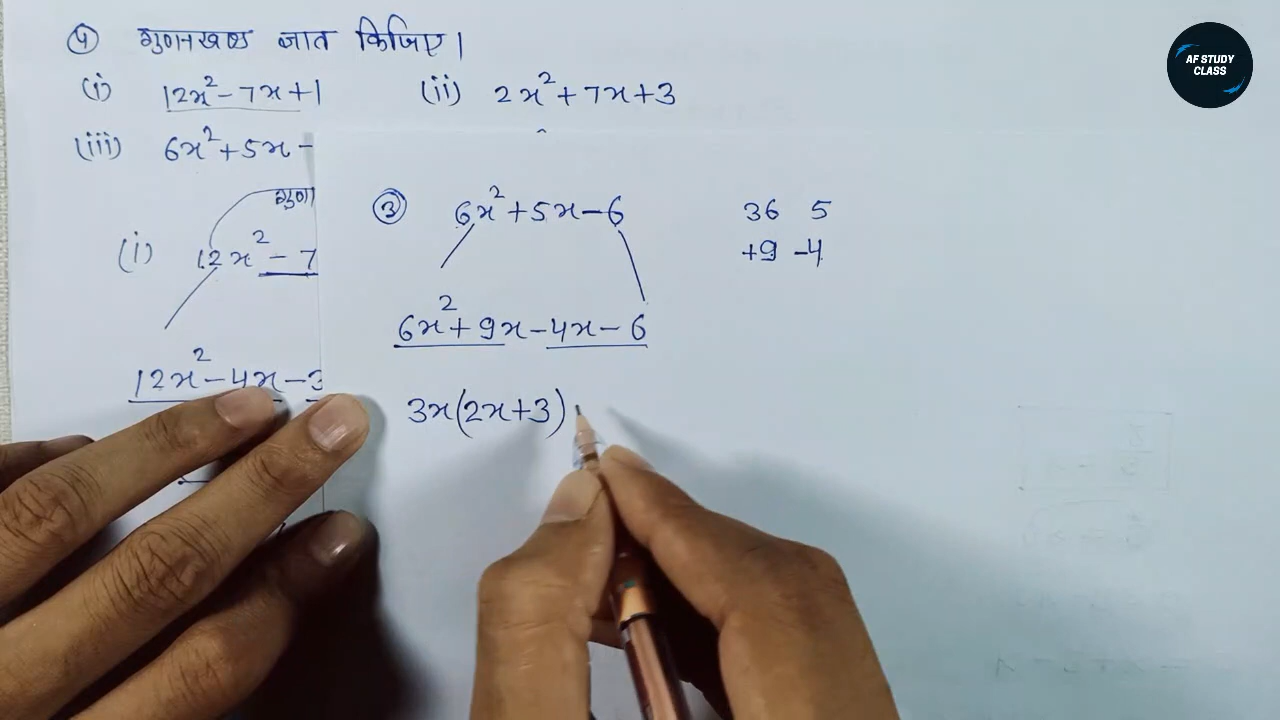 ५ गुणनखण्ड ज्ञात किजिए।
(i) 12x² - 7x + 1 (ii) 2x² + 7x + 3
(iii) 6x² + 5x -
गुणा
(i) 12x² - 7
12x² - 4x - 3
③ 6x² + 5x - 6 36 5
+9 -4
6x² + 9x - 4x - 6
3x(2x+3)
AF STUDY
CLASS